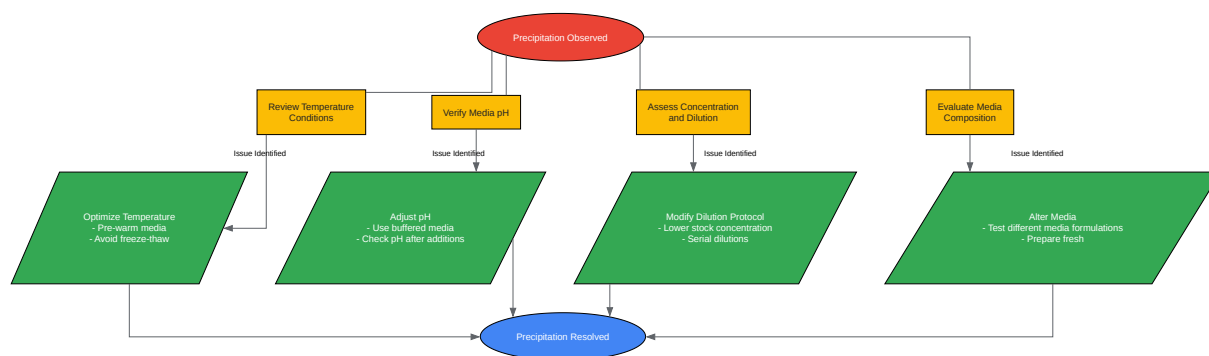 Precipitation Observed
Review Temperature
Conditions
Verify Media pH
Assess Concentration
and Dilution
Evaluate Media
Composition
Issue Identified
Issue Identified
Issue Identified
Issue Identified
Optimize Temperature
- Pre-warm media
- Avoid freeze-thaw
Adjust pH
- Use buffered media
- Check pH after additions
Modify Dilution Protocol
- Lower stock concentration
- Serial dilutions
Alter Media
- Test different media formulations
- Prepare fresh
Precipitation Resolved